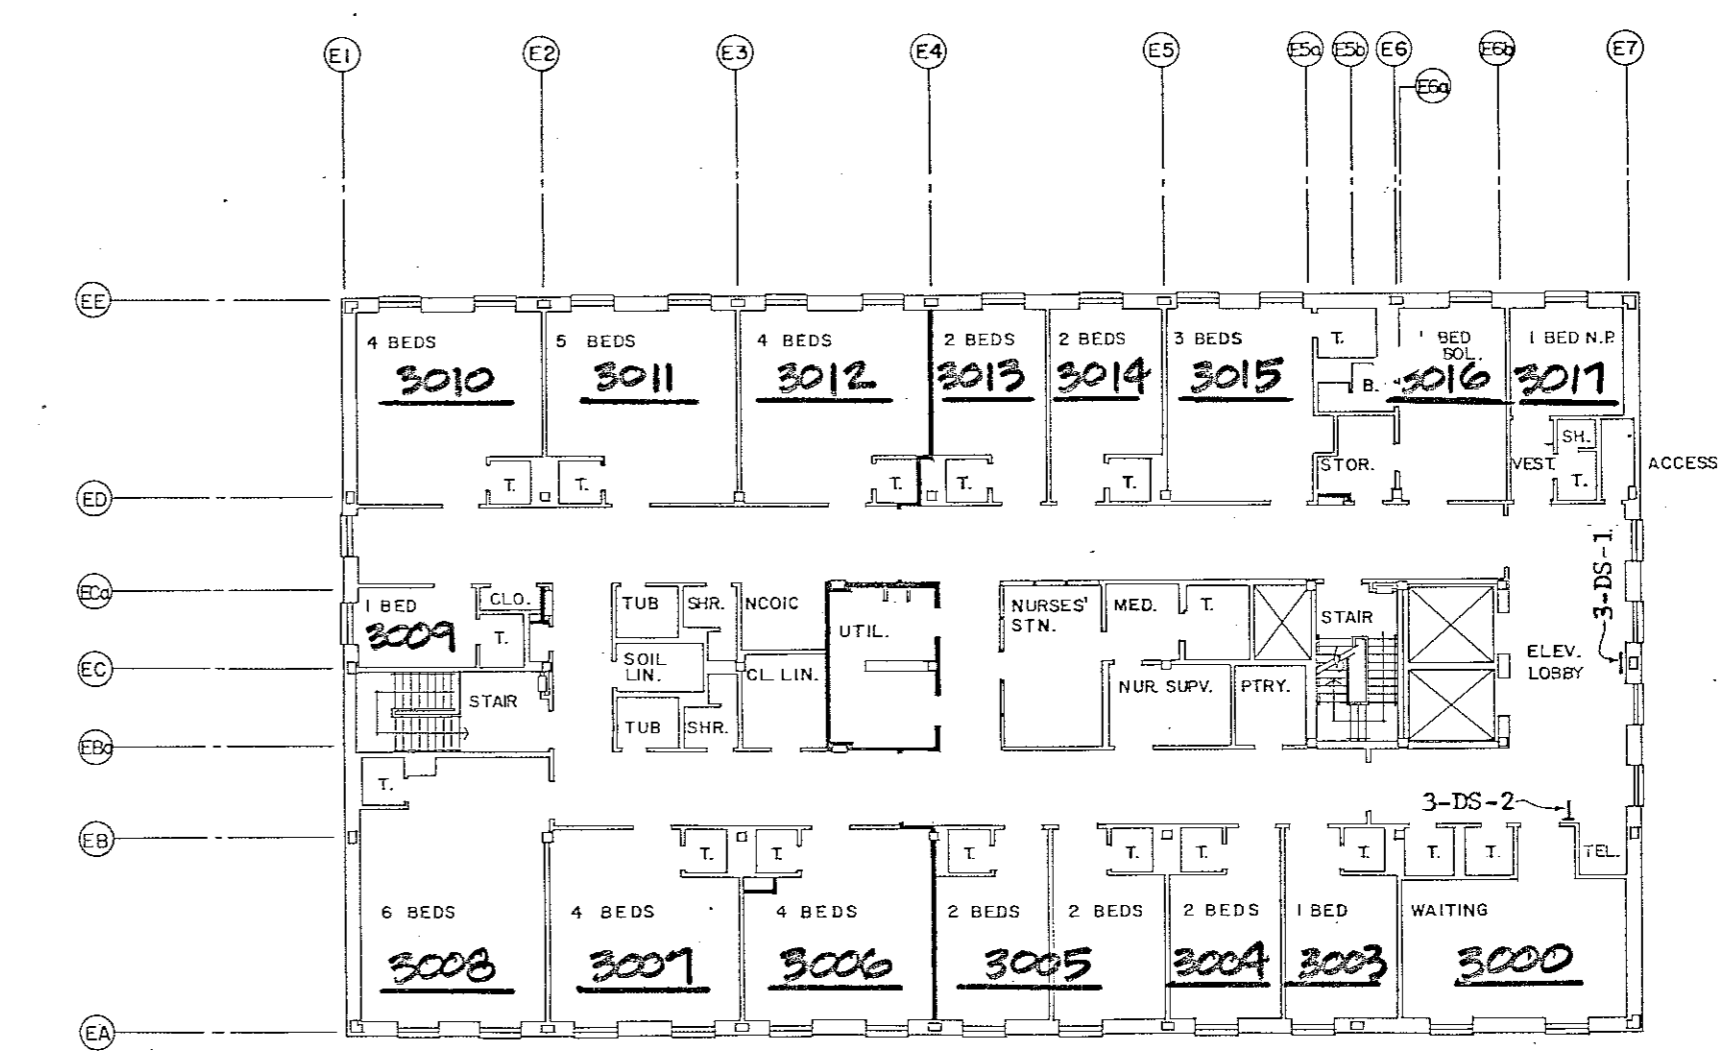 E1 E2 E3 E4 E5 E5a E5b E6 E6b E7
E6a
EE
4 BEDS 5 BEDS 4 BEDS 2 BEDS 2 BEDS 3 BEDS T. 1 BED SOL. 1 BED N.P.
3010 3011 3012 3013 3014 3015 B. 3016 3017
SH.
STOR. VEST. ACCESS
T. T. T. T. T. T.
ED
3-DS-1
ECa
CLO. TUB SHR. NCOIC NURSES' STN. MED. T. STAIR
1 BED
3009 T. UTIL.
EC
SOIL LIN. CL. LIN. ELEV. LOBBY
STAIR NUR. SUPV. PTRY.
TUB SHR.
EBa
T.
3-DS-2
EB
T. T. T. T. T. T. T. T. TEL.
6 BEDS 4 BEDS 4 BEDS 2 BEDS 2 BEDS 2 BEDS 1 BED WAITING
3008 3007 3006 3005 3004 3003 3000
EA